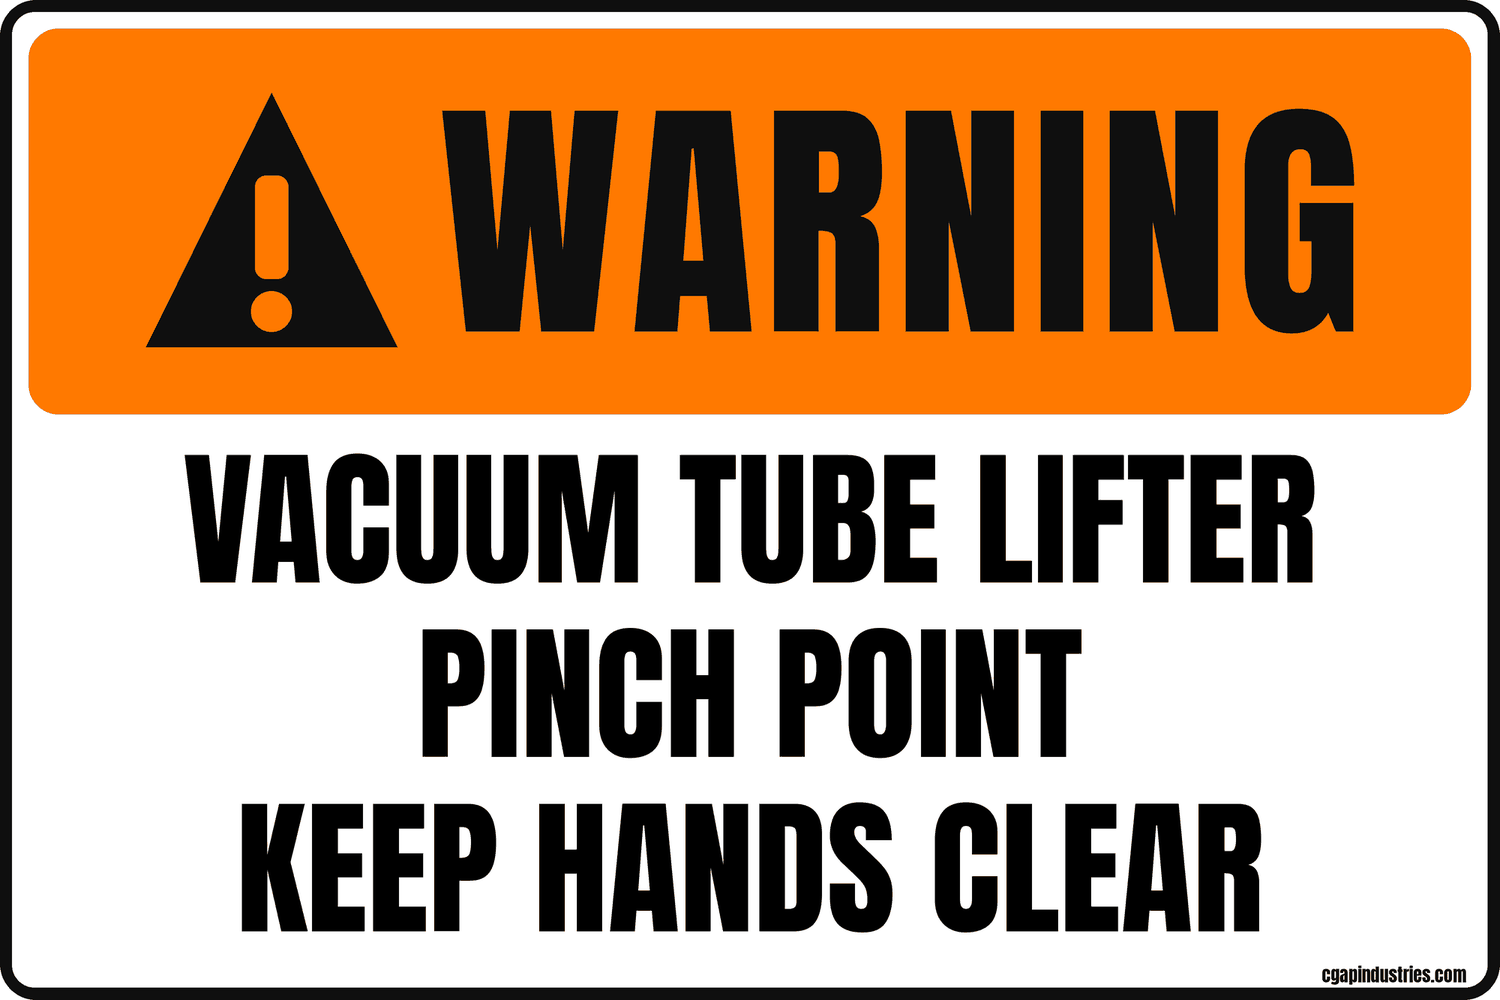 WARNING
VACUUM TUBE LIFTER
PINCH POINT
KEEP HANDS CLEAR
cgapindustries.com